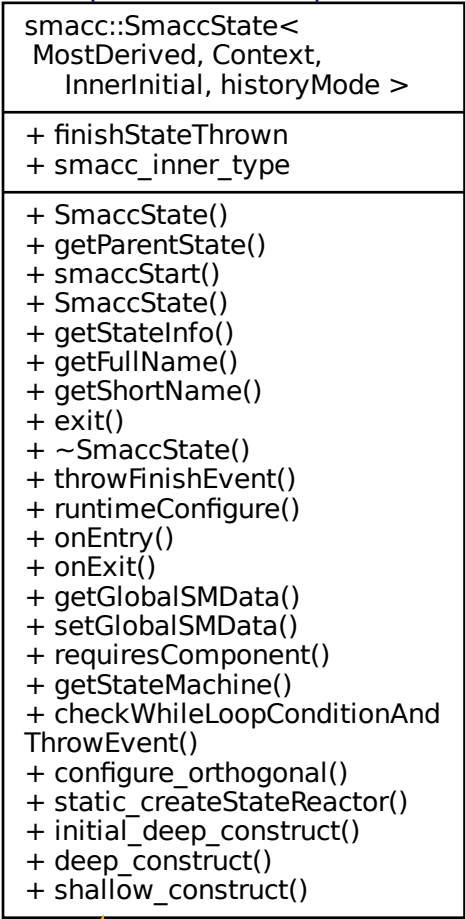 smacc::SmaccState<
MostDerived, Context,
InnerInitial, historyMode >
+ finishStateThrown
+ smacc_inner_type
+ SmaccState()
+ getParentState()
+ smaccStart()
+ SmaccState()
+ getStateInfo()
+ getFullName()
+ getShortName()
+ exit()
+ ~SmaccState()
+ throwFinishEvent()
+ runtimeConfigure()
+ onEntry()
+ onExit()
+ getGlobalSMData()
+ setGlobalSMData()
+ requiresComponent()
+ getStateMachine()
+ checkWhileLoopConditionAnd
ThrowEvent()
+ configure_orthogonal()
+ static_createStateReactor()
+ initial_deep_construct()
+ deep_construct()
+ shallow_construct()